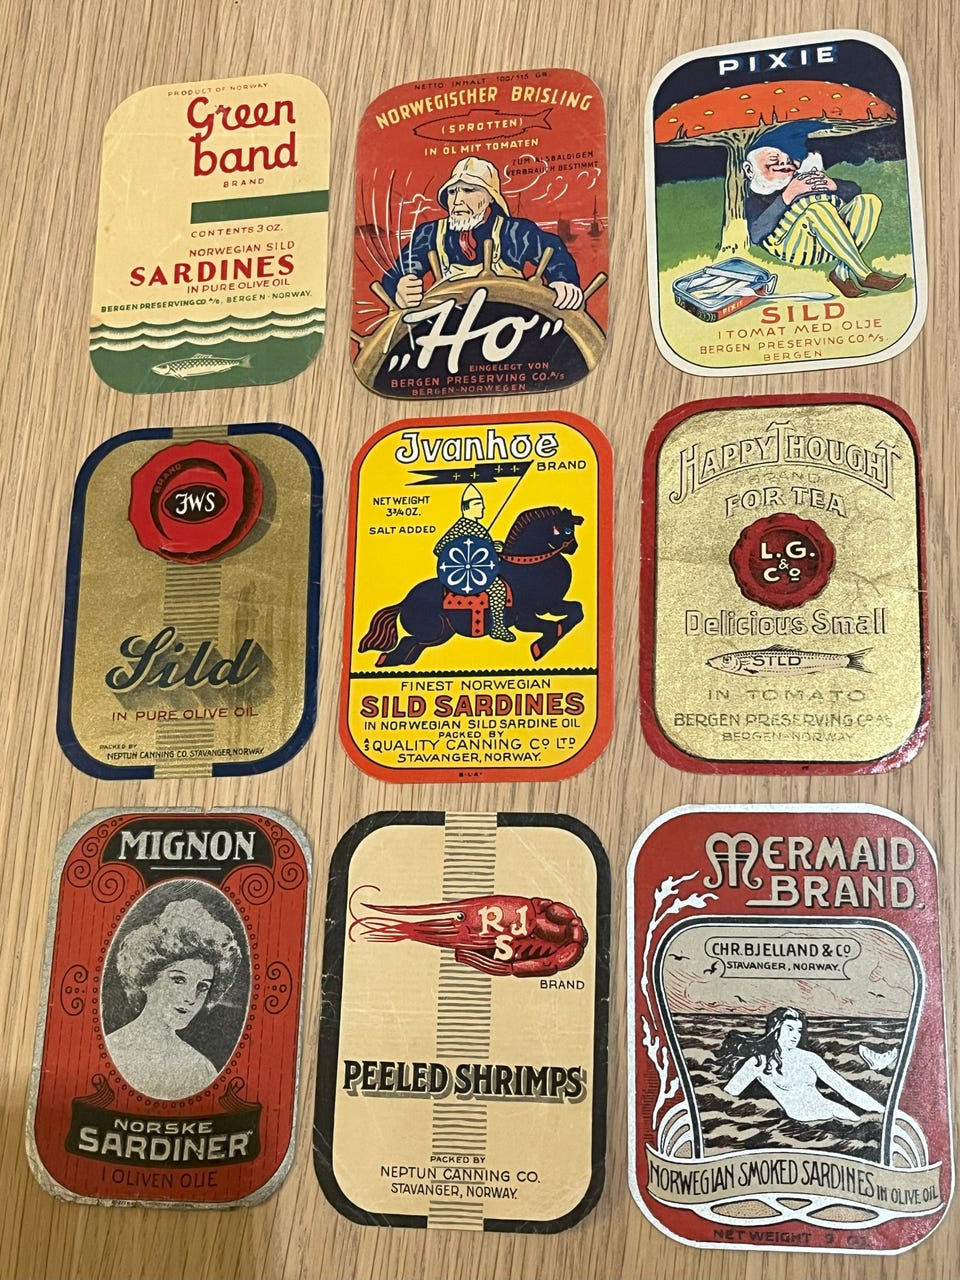 PRODUCT OF NORWAY
Green
band
BRAND
CONTENTS 3 OZ.
NORWEGIAN SILD
SARDINES
IN PURE OLIVE OIL
BERGEN PRESERVING CO. A/S, BERGEN - NORWAY.
NETTO INHALT 100/115 GR.
NORWEGISCHER BRISLING
(SPROTTEN)
IN ÖL MIT TOMATEN
ZUM ALSBALDIGEN
VERBRAUCH BESTIMMT
„Ho”
EINGELEGT VON
BERGEN PRESERVING CO. A/S
BERGEN-NORWEGEN
PIXIE
PIXIE
SILD
I TOMAT MED OLJE
BERGEN PRESERVING CO. A/S.
BERGEN
BRAND
JWS
Sild
IN PURE OLIVE OIL
PACKED BY
NEPTUN CANNING CO. STAVANGER, NORWAY.
Ivanhoe
BRAND
NET WEIGHT
3¾ OZ.
SALT ADDED
FINEST NORWEGIAN
SILD SARDINES
IN NORWEGIAN SILD SARDINE OIL
PACKED BY
QUALITY CANNING Co LTD
STAVANGER, NORWAY.
B·L·A·
HAPPY THOUGHT
BRAND
FOR TEA
L.G.
&
Co
Delicious Small
SILD
IN TOMATO
BERGEN PRESERVING Co A/S
BERGEN-NORWAY
MIGNON
NORSKE
SARDINER
I OLIVEN OLIE
RJ
S
BRAND
PEELED SHRIMPS
PACKED BY
NEPTUN CANNING CO.
STAVANGER, NORWAY.
MERMAID
BRAND
CHR. BJELLAND & Co
STAVANGER, NORWAY.
NORWEGIAN SMOKED SARDINES IN OLIVE OIL
NET WEIGHT 9 OZ.